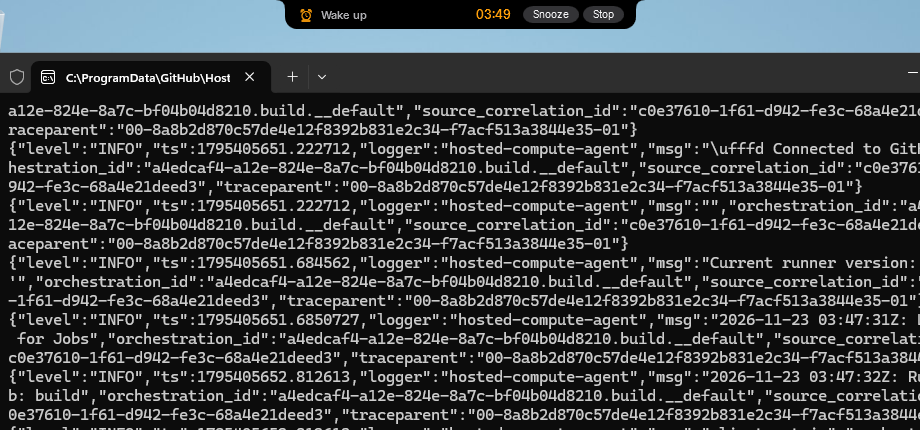 Wake up 03:49 Snooze Stop
C:\ProgramData\GitHub\Host
a12e-824e-8a7c-bf04b04d8210.build.__default","source_correlation_id":"c0e37610-1f61-d942-fe3c-68a4e21d
raceparent":"00-8a8b2d870c57de4e12f8392b831e2c34-f7acf513a3844e35-01"}
{"level":"INFO","ts":1795405651.222712,"logger":"hosted-compute-agent","msg":"\ufffd Connected to GitH
hestration_id":"a4edcaf4-a12e-824e-8a7c-bf04b04d8210.build.__default","source_correlation_id":"c0e376
942-fe3c-68a4e21deed3","traceparent":"00-8a8b2d870c57de4e12f8392b831e2c34-f7acf513a3844e35-01"}
{"level":"INFO","ts":1795405651.222712,"logger":"hosted-compute-agent","msg":"","orchestration_id":"a4
12e-824e-8a7c-bf04b04d8210.build.__default","source_correlation_id":"c0e37610-1f61-d942-fe3c-68a4e21de
aceparent":"00-8a8b2d870c57de4e12f8392b831e2c34-f7acf513a3844e35-01"}
{"level":"INFO","ts":1795405651.684562,"logger":"hosted-compute-agent","msg":"Current runner version:
'","orchestration_id":"a4edcaf4-a12e-824e-8a7c-bf04b04d8210.build.__default","source_correlation_id":
-1f61-d942-fe3c-68a4e21deed3","traceparent":"00-8a8b2d870c57de4e12f8392b831e2c34-f7acf513a3844e35-01"
{"level":"INFO","ts":1795405651.6850727,"logger":"hosted-compute-agent","msg":"2026-11-23 03:47:31Z:
for Jobs","orchestration_id":"a4edcaf4-a12e-824e-8a7c-bf04b04d8210.build.__default","source_correlati
c0e37610-1f61-d942-fe3c-68a4e21deed3","traceparent":"00-8a8b2d870c57de4e12f8392b831e2c34-f7acf513a3844
{"level":"INFO","ts":1795405652.812613,"logger":"hosted-compute-agent","msg":"2026-11-23 03:47:32Z: Ru
b: build","orchestration_id":"a4edcaf4-a12e-824e-8a7c-bf04b04d8210.build.__default","source_correlatio
0e37610-1f61-d942-fe3c-68a4e21deed3","traceparent":"00-8a8b2d870c57de4e12f8392b831e2c34-f7acf513a3844e